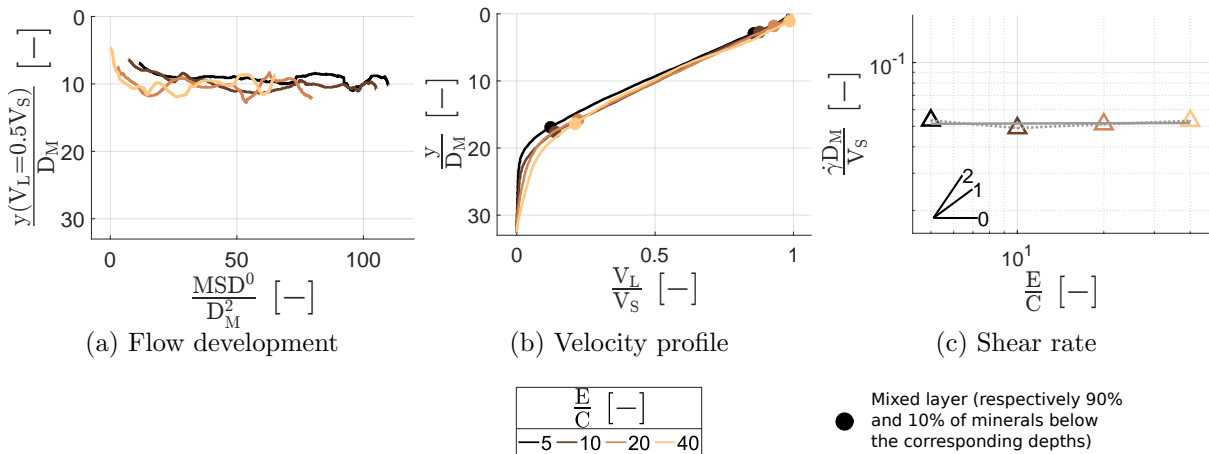 0
10
20
30
y(V_L=0.5V_S)
D_M
[−]
0
50
100
MSD^0
D_M^2
[−]
(a) Flow development
0
10
20
30
y
D_M
[−]
0
0.5
1
V_L
V_S
[−]
(b) Velocity profile
10^-1
γ̇D_M
V_S
[−]
2
1
0
10^1
E
C
[−]
(c) Shear rate
E
C
[−]
5 10 20 40
Mixed layer (respectively 90%
and 10% of minerals below
the corresponding depths)